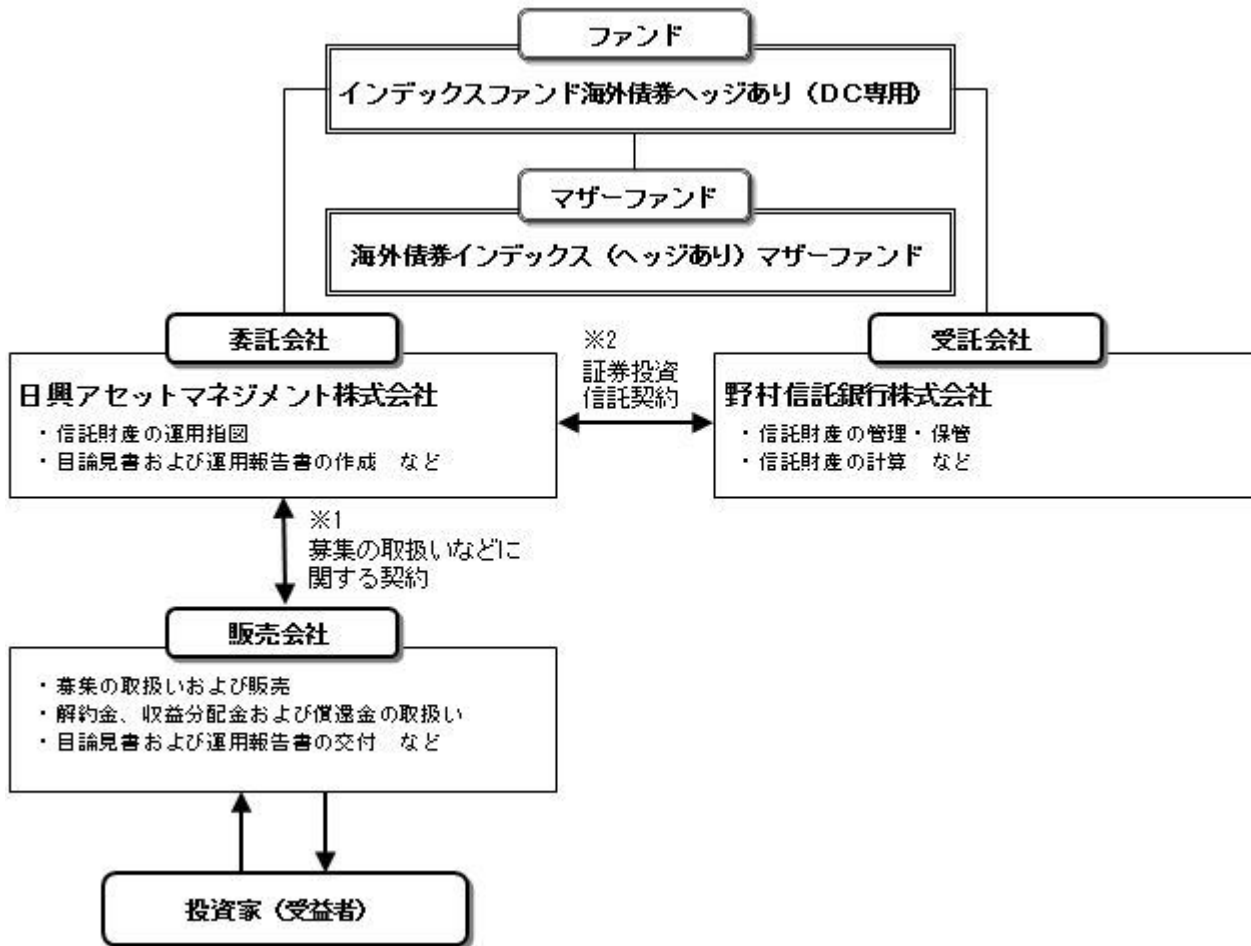 ファンド
インデックスファンド海外債券ヘッジあり（ＤＣ専用）
マザーファンド
海外債券インデックス（ヘッジあり）マザーファンド
委託会社
日興アセットマネジメント株式会社
・信託財産の運用指図
・目論見書および運用報告書の作成　など
※2
証券投資
信託契約
受託会社
野村信託銀行株式会社
・信託財産の管理・保管
・信託財産の計算　など
※1
募集の取扱いなどに
関する契約
販売会社
・募集の取扱いおよび販売
・解約金、収益分配金および償還金の取扱い
・目論見書および運用報告書の交付　など
投資家（受益者）